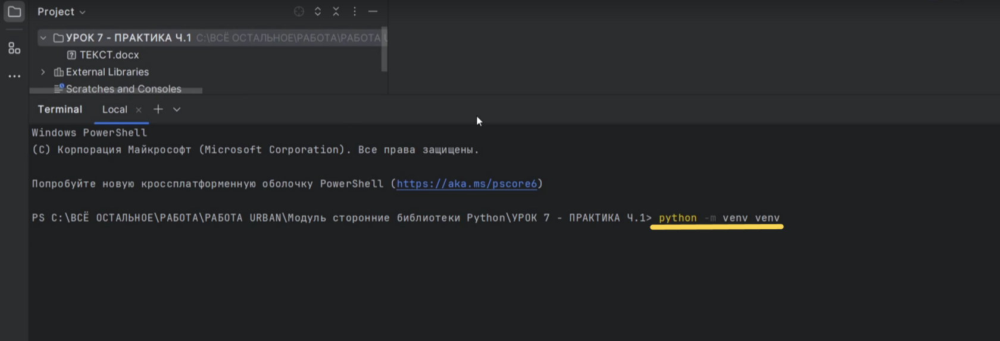 Project
УРОК 7 - ПРАКТИКА Ч.1 C:\ВСЁ ОСТАЛЬНОЕ\РАБОТА\РАБОТА U
ТЕКСТ.docx
External Libraries
Scratches and Consoles
Terminal Local
Windows PowerShell
(C) Корпорация Майкрософт (Microsoft Corporation). Все права защищены.
Попробуйте новую кроссплатформенную оболочку PowerShell (https://aka.ms/pscore6)
PS C:\ВСЁ ОСТАЛЬНОЕ\РАБОТА\РАБОТА URBAN\Модуль сторонние библиотеки Python\УРОК 7 - ПРАКТИКА Ч.1> python -m venv venv